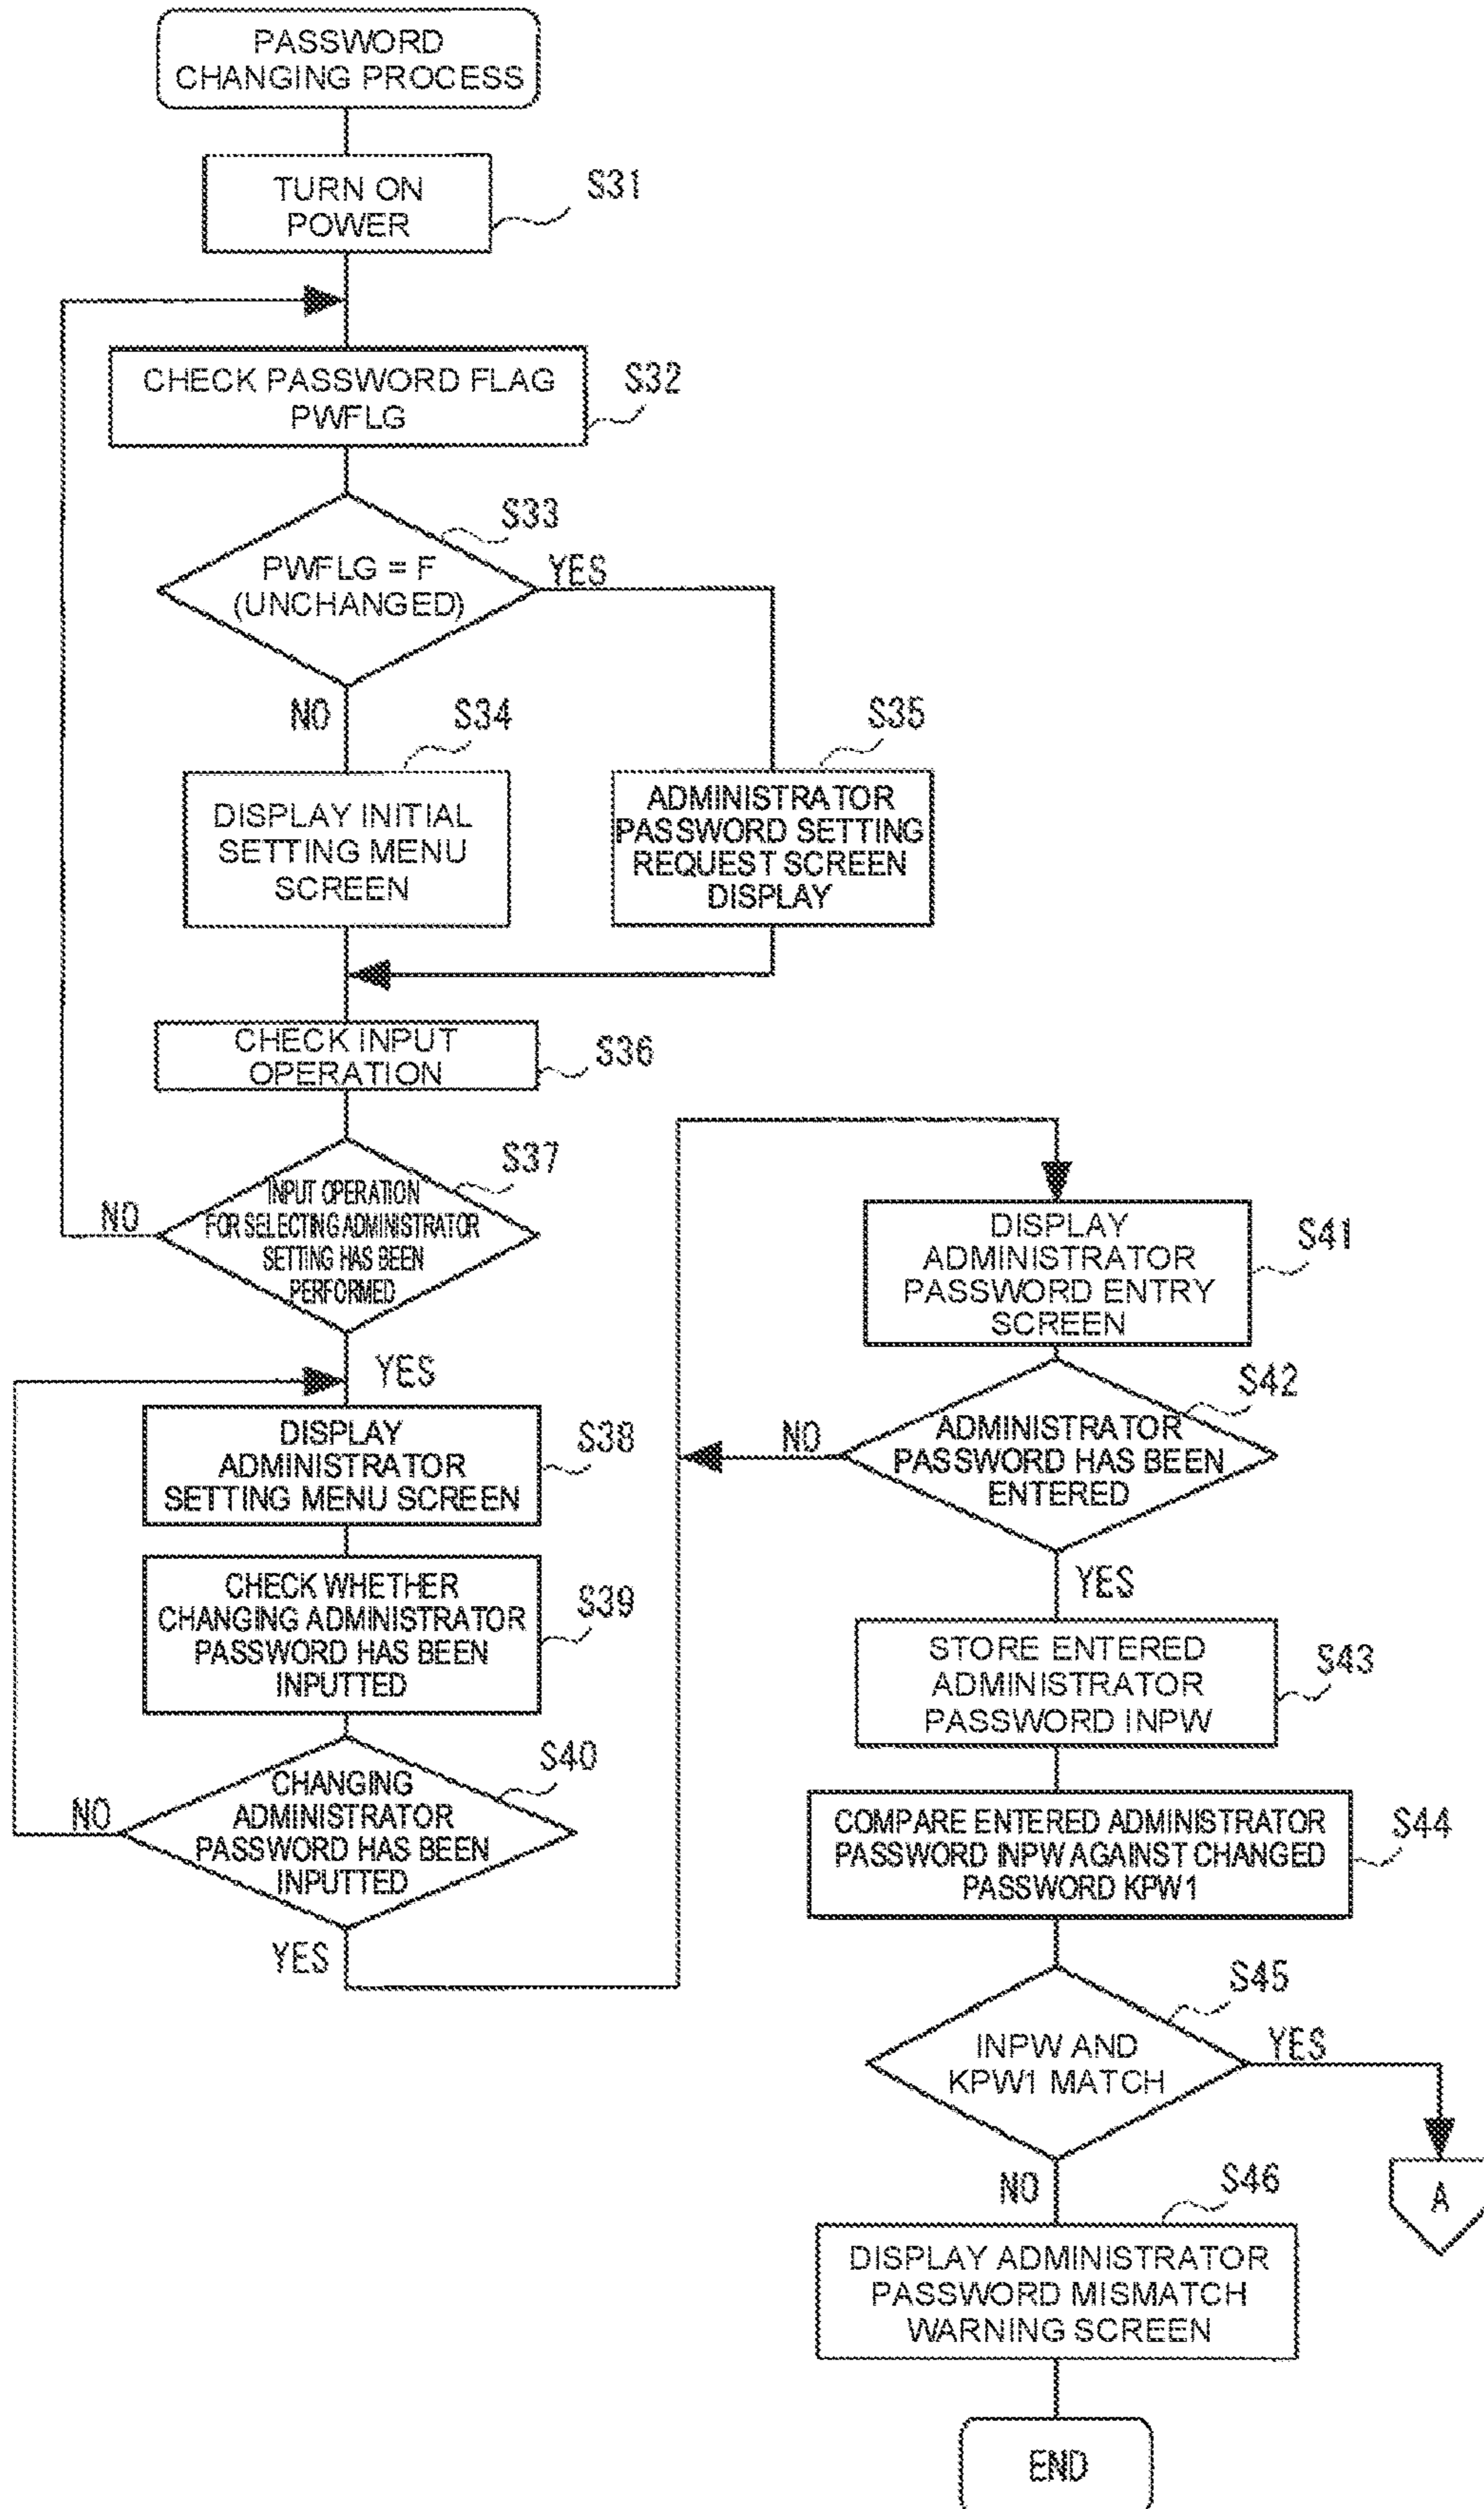 PASSWORD
CHANGING PROCESS
TURN ON
POWER
S31
CHECK PASSWORD FLAG
PWFLG
S32
S33
PWFLG = F
(UNCHANGED)
YES
NO
S34
DISPLAY INITIAL
SETTING MENU
SCREEN
S35
ADMINISTRATOR
PASSWORD SETTING
REQUEST SCREEN
DISPLAY
CHECK INPUT
OPERATION
S36
S37
INPUT OPERATION
FOR SELECTING ADMINISTRATOR
SETTING HAS BEEN
PERFORMED
NO
YES
DISPLAY
ADMINISTRATOR
SETTING MENU SCREEN
S38
CHECK WHETHER
CHANGING ADMINISTRATOR
PASSWORD HAS BEEN
INPUTTED
S39
S40
CHANGING
ADMINISTRATOR
PASSWORD HAS BEEN
INPUTTED
NO
YES
DISPLAY
ADMINISTRATOR
PASSWORD ENTRY
SCREEN
S41
S42
ADMINISTRATOR
PASSWORD HAS BEEN
ENTERED
NO
YES
STORE ENTERED
ADMINISTRATOR
PASSWORD INPW
S43
COMPARE ENTERED ADMINISTRATOR
PASSWORD INPW AGAINST CHANGED
PASSWORD KPW1
S44
S45
INPW AND
KPW1 MATCH
YES
A
NO
S46
DISPLAY ADMINISTRATOR
PASSWORD MISMATCH
WARNING SCREEN
END